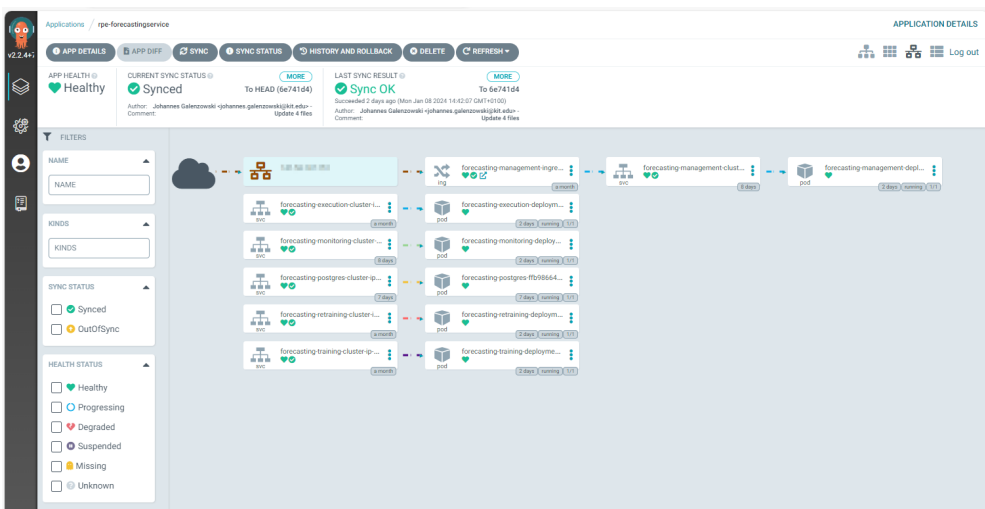 Applications / rpe-forecastingservice
APPLICATION DETAILS
v2.2.4+
APP DETAILS
APP DIFF
SYNC
SYNC STATUS
HISTORY AND ROLLBACK
DELETE
REFRESH
Log out
APP HEALTH
Healthy
CURRENT SYNC STATUS
MORE
Synced
To HEAD (6e741d4)
Author: Johannes Galenzowski <johannes.galenzowski@kit.edu> -
Comment: Update 4 files
LAST SYNC RESULT
MORE
Sync OK
To 6e741d4
Succeeded 2 days ago (Mon Jan 08 2024 14:42:07 GMT+0100)
Author: Johannes Galenzowski <johannes.galenzowski@kit.edu> -
Comment: Update 4 files
FILTERS
NAME
NAME
KINDS
KINDS
SYNC STATUS
Synced
OutOfSync
HEALTH STATUS
Healthy
Progressing
Degraded
Suspended
Missing
Unknown
forecasting-management-ingre...
ing
a month
forecasting-management-clust...
svc
8 days
forecasting-management-depl...
pod
2 days running 1/1
forecasting-execution-cluster-i...
svc
a month
forecasting-execution-deploym...
pod
2 days running 1/1
forecasting-monitoring-cluster-...
svc
8 days
forecasting-monitoring-deploy...
pod
2 days running 1/1
forecasting-postgres-cluster-ip...
svc
7 days
forecasting-postgres-ffb98664...
pod
7 days running 1/1
forecasting-retraining-cluster-i...
svc
a month
forecasting-retraining-deploym...
pod
2 days running 1/1
forecasting-training-cluster-ip-...
svc
a month
forecasting-training-deployme...
pod
2 days running 1/1